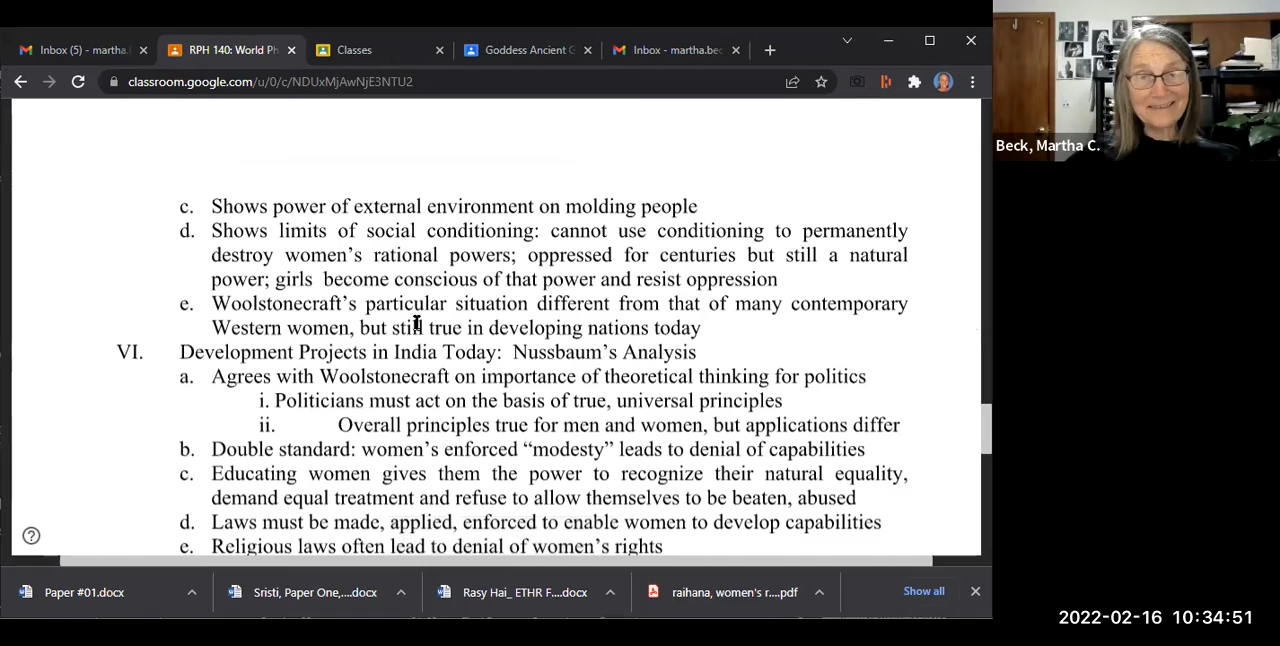 Inbox (5) - martha.
RPH 140: World Ph
Classes
Goddess Ancient G
Inbox - martha.bec
classroom.google.com/u/0/c/NDUxMjAwNjE3NTU2
Beck, Martha C.
c. Shows power of external environment on molding people
d. Shows limits of social conditioning: cannot use conditioning to permanently
destroy women's rational powers; oppressed for centuries but still a natural
power; girls become conscious of that power and resist oppression
e. Woolstonecraft's particular situation different from that of many contemporary
Western women, but still true in developing nations today
VI. Development Projects in India Today: Nussbaum's Analysis
a. Agrees with Woolstonecraft on importance of theoretical thinking for politics
i. Politicians must act on the basis of true, universal principles
ii. Overall principles true for men and women, but applications differ
b. Double standard: women's enforced “modesty” leads to denial of capabilities
c. Educating women gives them the power to recognize their natural equality,
demand equal treatment and refuse to allow themselves to be beaten, abused
d. Laws must be made, applied, enforced to enable women to develop capabilities
e. Religious laws often lead to denial of women's rights
Paper #01.docx
Sristi, Paper One,....docx
Rasy Hai_ ETHR F....docx
raihana, women's r....pdf
Show all
2022-02-16 10:34:51